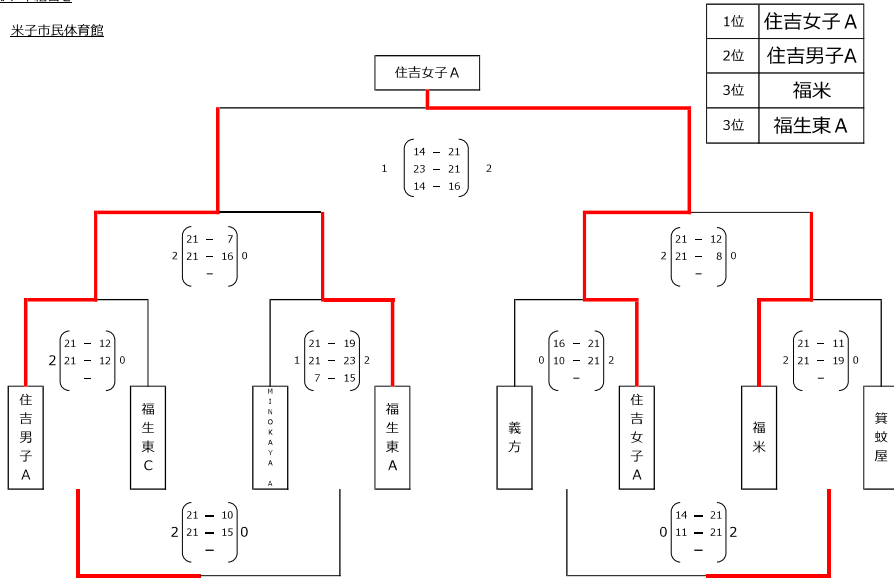 米子市民体育館
1位 住吉女子A
2位 住吉男子A
3位 福米
3位 福生東A
住吉女子A
1 14 - 21 2
23 - 21
14 - 16
2 21 - 7 0
21 - 16
-
2 21 - 12 0
21 - 8
-
2 21 - 12 0
21 - 12
-
1 21 - 19 2
21 - 23
7 - 15
0 16 - 21 2
10 - 21
-
2 21 - 11 0
21 - 19
-
住吉男子A
福生東C
MINOKAYA A
福生東A
義方
住吉女子A
福米
箕蚊屋
2 21 - 10 0
21 - 15
-
0 14 - 21 2
11 - 21
-